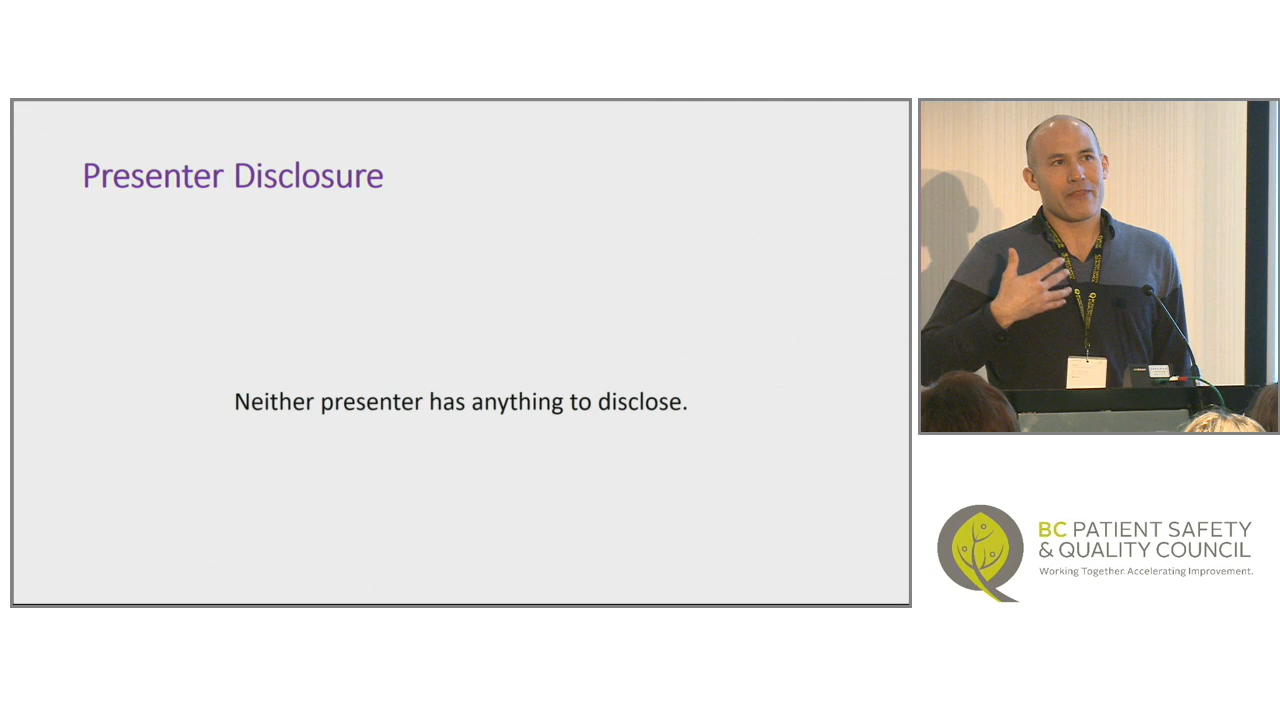 Presenter Disclosure
Neither presenter has anything to disclose.
BC PATIENT SAFETY
& QUALITY COUNCIL
Working Together. Accelerating Improvement.